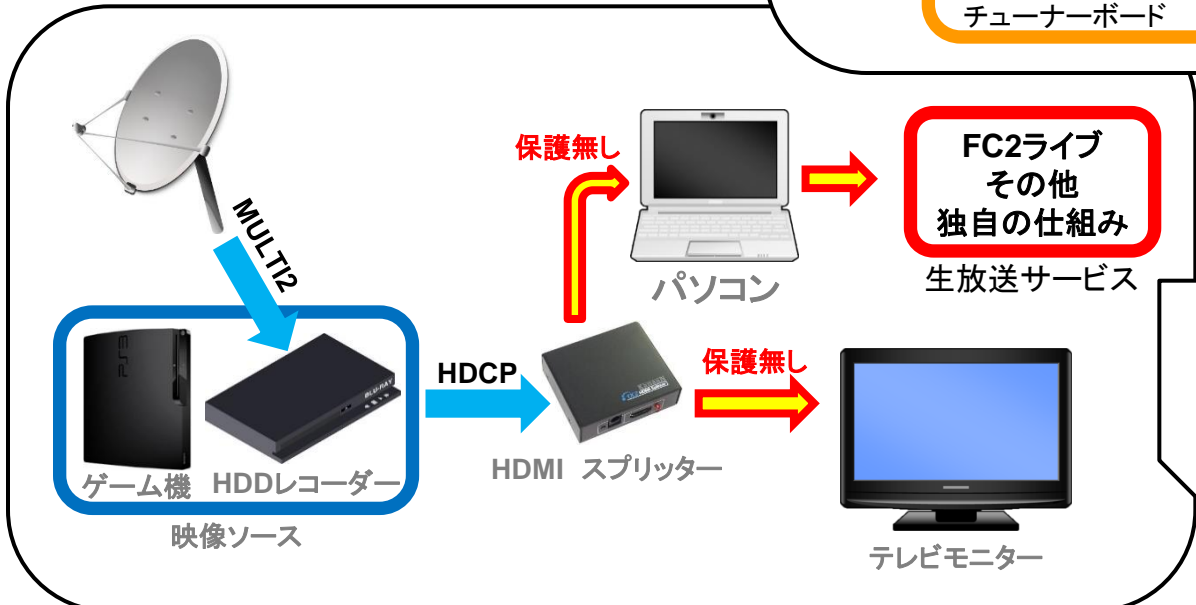 チューナーボード
保護無し
FC2ライブ
その他
独自の仕組み
生放送サービス
パソコン
MULTI2
PS3
BLU-RAY
HDCP
保護無し
HDMI スプリッター
ゲーム機 HDDレコーダー
映像ソース
テレビモニター